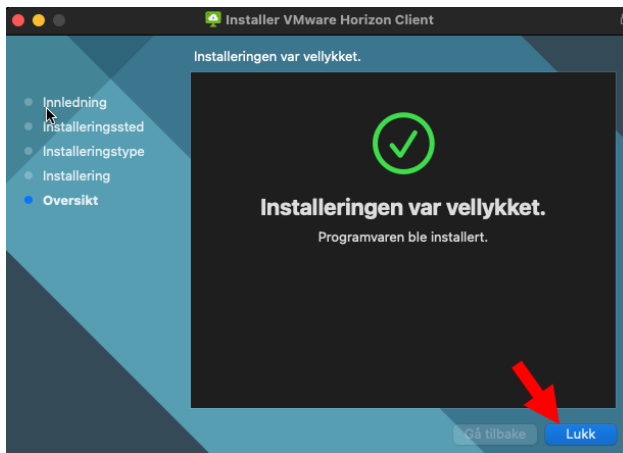 Installer VMware Horizon Client
Installeringen var vellykket.
Innledning
Installeringssted
Installeringstype
Installering
Oversikt
Installeringen var vellykket.
Programvaren ble installert.
Gå tilbake
Lukk